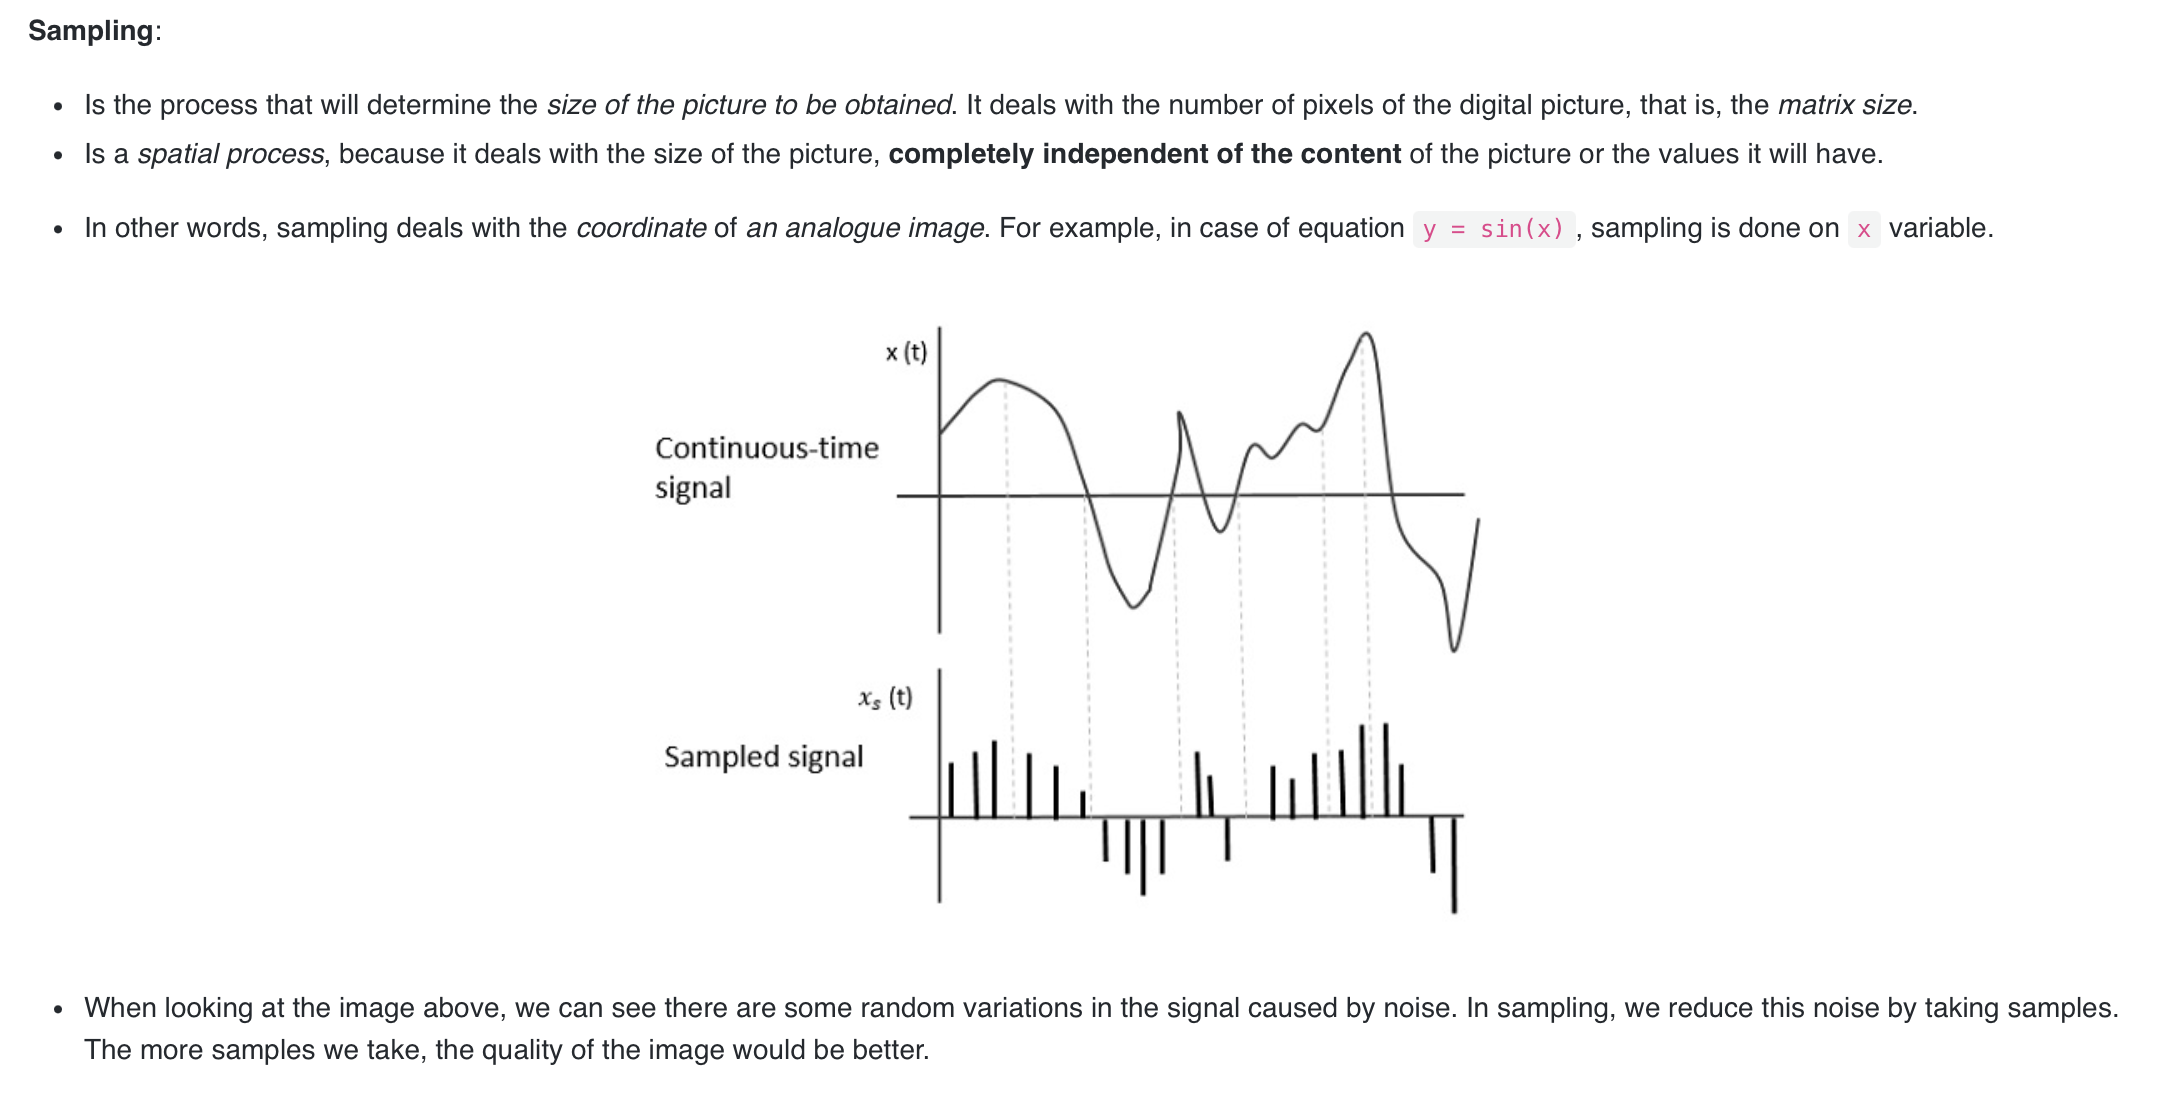 Sampling:
Is the process that will determine the size of the picture to be obtained. It deals with the number of pixels of the digital picture, that is, the matrix size.
Is a spatial process, because it deals with the size of the picture, completely independent of the content of the picture or the values it will have.
In other words, sampling deals with the coordinate of an analogue image. For example, in case of equation y = sin(x) , sampling is done on x variable.
x (t)
Continuous-time
signal
xₛ (t)
Sampled signal
When looking at the image above, we can see there are some random variations in the signal caused by noise. In sampling, we reduce this noise by taking samples.
The more samples we take, the quality of the image would be better.